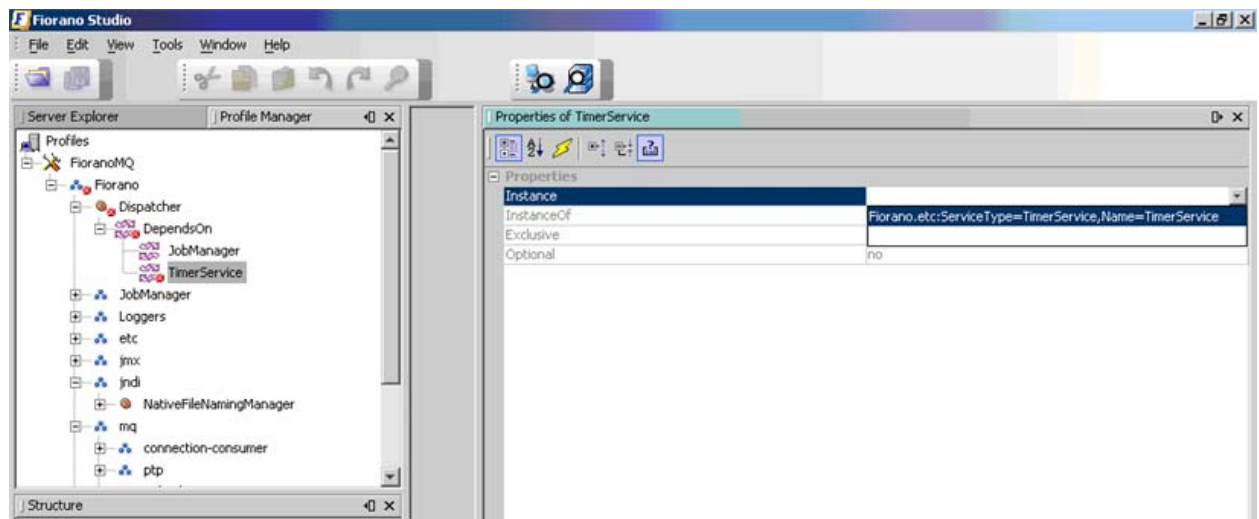 Fiorano Studio
File Edit View Tools Window Help
Server Explorer Profile Manager
Profiles
FioranoMQ
Fiorano
Dispatcher
DependsOn
JobManager
TimerService
JobManager
Loggers
etc
jmx
jndi
NativeFileNamingManager
mq
connection-consumer
ptp
Structure
Properties of TimerService
Properties
Instance
InstanceOf Fiorano.etc:ServiceType=TimerService,Name=TimerService
Exclusive
Optional no